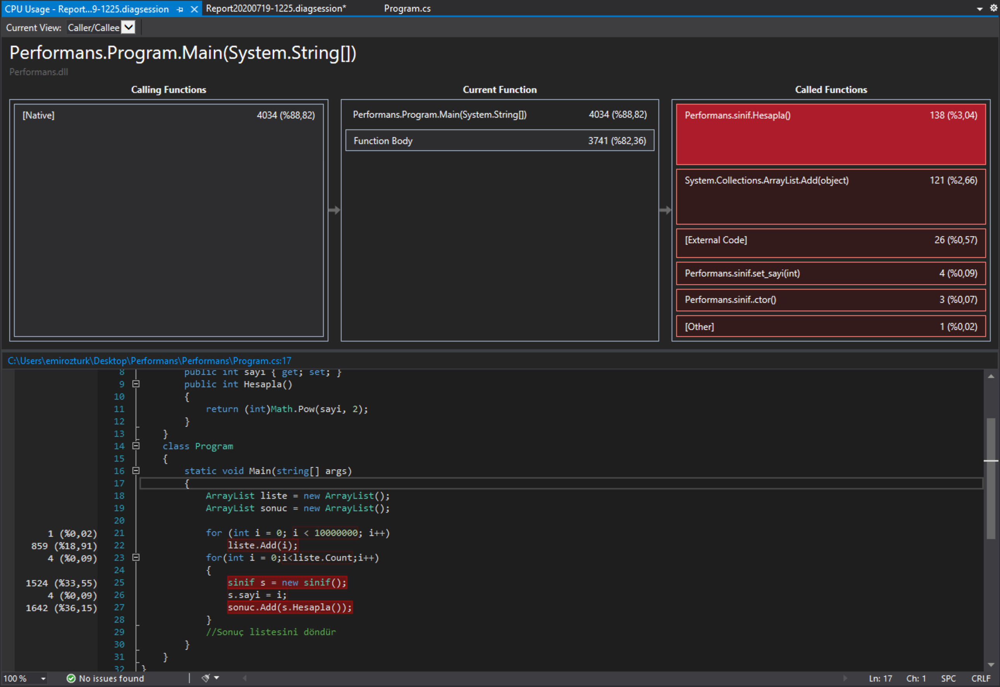 CPU Usage - Report...9-1225.diagsession Report20200719-1225.diagsession* Program.cs
Current View: Caller/Callee
Performans.Program.Main(System.String[])
Performans.dll
Calling Functions Current Function Called Functions
[Native] 4034 (%88,82)
Performans.Program.Main(System.String[]) 4034 (%88,82)
Function Body 3741 (%82,36)
Performans.sinif.Hesapla() 138 (%3,04)
System.Collections.ArrayList.Add(object) 121 (%2,66)
[External Code] 26 (%0,57)
Performans.sinif.set_sayi(int) 4 (%0,09)
Performans.sinif..ctor() 3 (%0,07)
[Other] 1 (%0,02)
C:\Users\emirozturk\Desktop\Performans\Performans\Program.cs:17
8 public int sayi { get; set; }
9 public int Hesapla()
10 {
11 return (int)Math.Pow(sayi, 2);
12 }
13 }
14 class Program
15 {
16 static void Main(string[] args)
17 {
18 ArrayList liste = new ArrayList();
19 ArrayList sonuc = new ArrayList();
20
1 (%0,02) 21 for (int i = 0; i < 10000000; i++)
859 (%18,91) 22 liste.Add(i);
4 (%0,09) 23 for(int i = 0;i<liste.Count;i++)
24 {
1524 (%33,55) 25 sinif s = new sinif();
4 (%0,09) 26 s.sayi = i;
1642 (%36,15) 27 sonuc.Add(s.Hesapla());
28 }
29 //Sonuç listesini döndür
30 }
31 }
32 }
100 % No issues found Ln: 17 Ch: 1 SPC CRLF